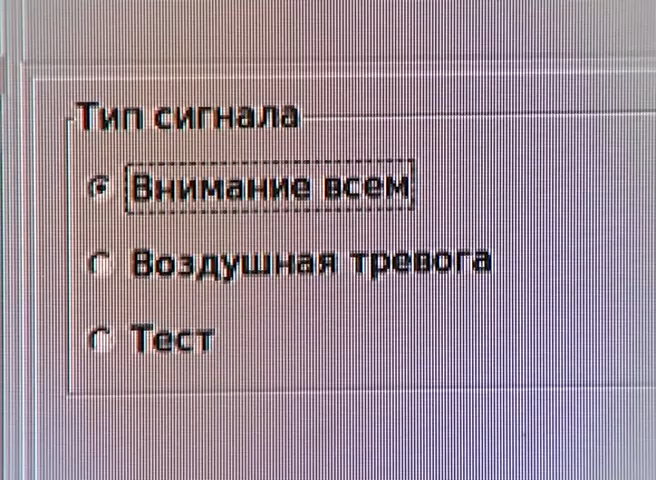 Тип сигнала
Внимание всем
Воздушная тревога
Тест